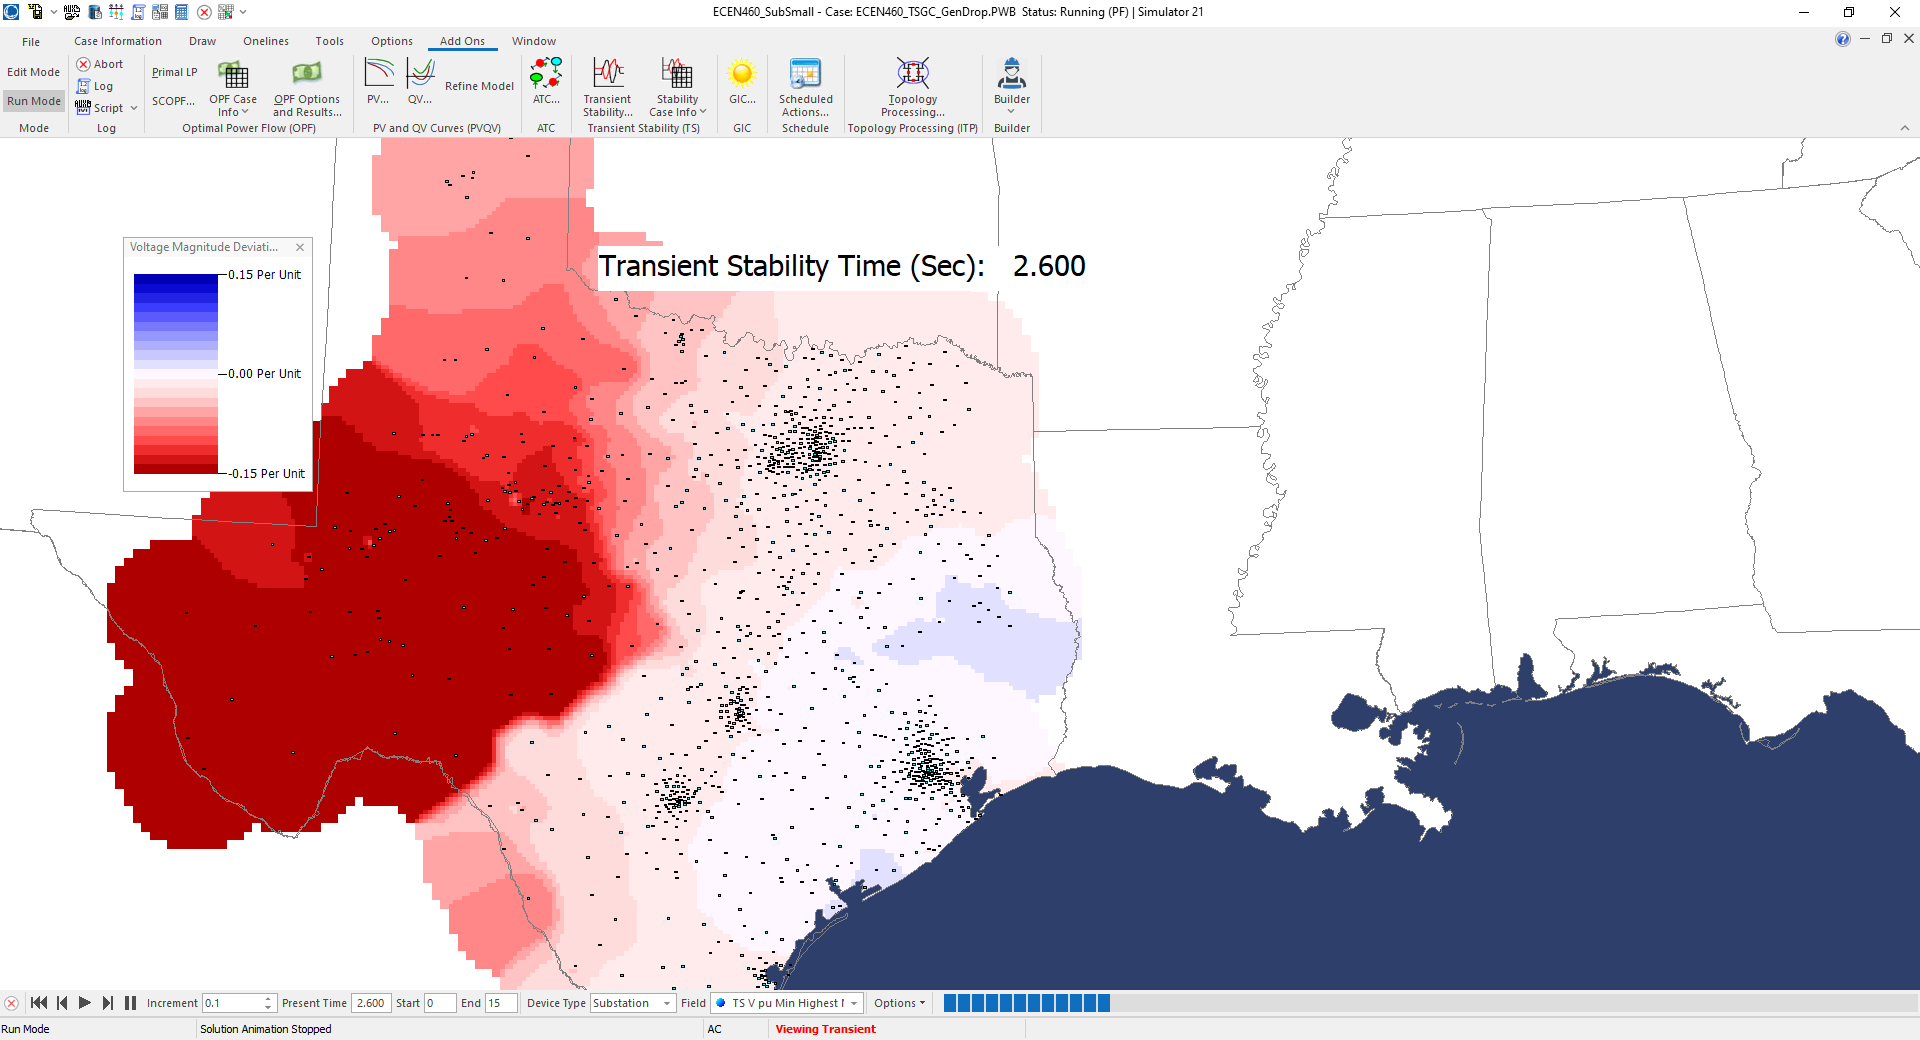 ECEN460_SubSmall - Case: ECEN460_TSGC_GenDrop.PWB Status: Running (PF) | Simulator 21
File Case Information Draw Onelines Tools Options Add Ons Window
Edit Mode
Run Mode
Mode
Abort
Log
Script
Log
Primal LP
SCOPF...
OPF Case
Info
OPF Options
and Results...
Optimal Power Flow (OPF)
PV...
QV...
Refine Model
PV and QV Curves (PVQV)
ATC...
ATC
Transient
Stability...
Stability
Case Info
Transient Stability (TS)
GIC...
GIC
Scheduled
Actions...
Schedule
Topology
Processing...
Topology Processing (ITP)
Builder
Builder
Voltage Magnitude Deviati...
0.15 Per Unit
0.00 Per Unit
-0.15 Per Unit
Transient Stability Time (Sec): 2.600
Increment 0.1 Present Time 2.600 Start 0 End 15 Device Type Substation Field TS V pu Min Highest Options
Run Mode Solution Animation Stopped AC Viewing Transient